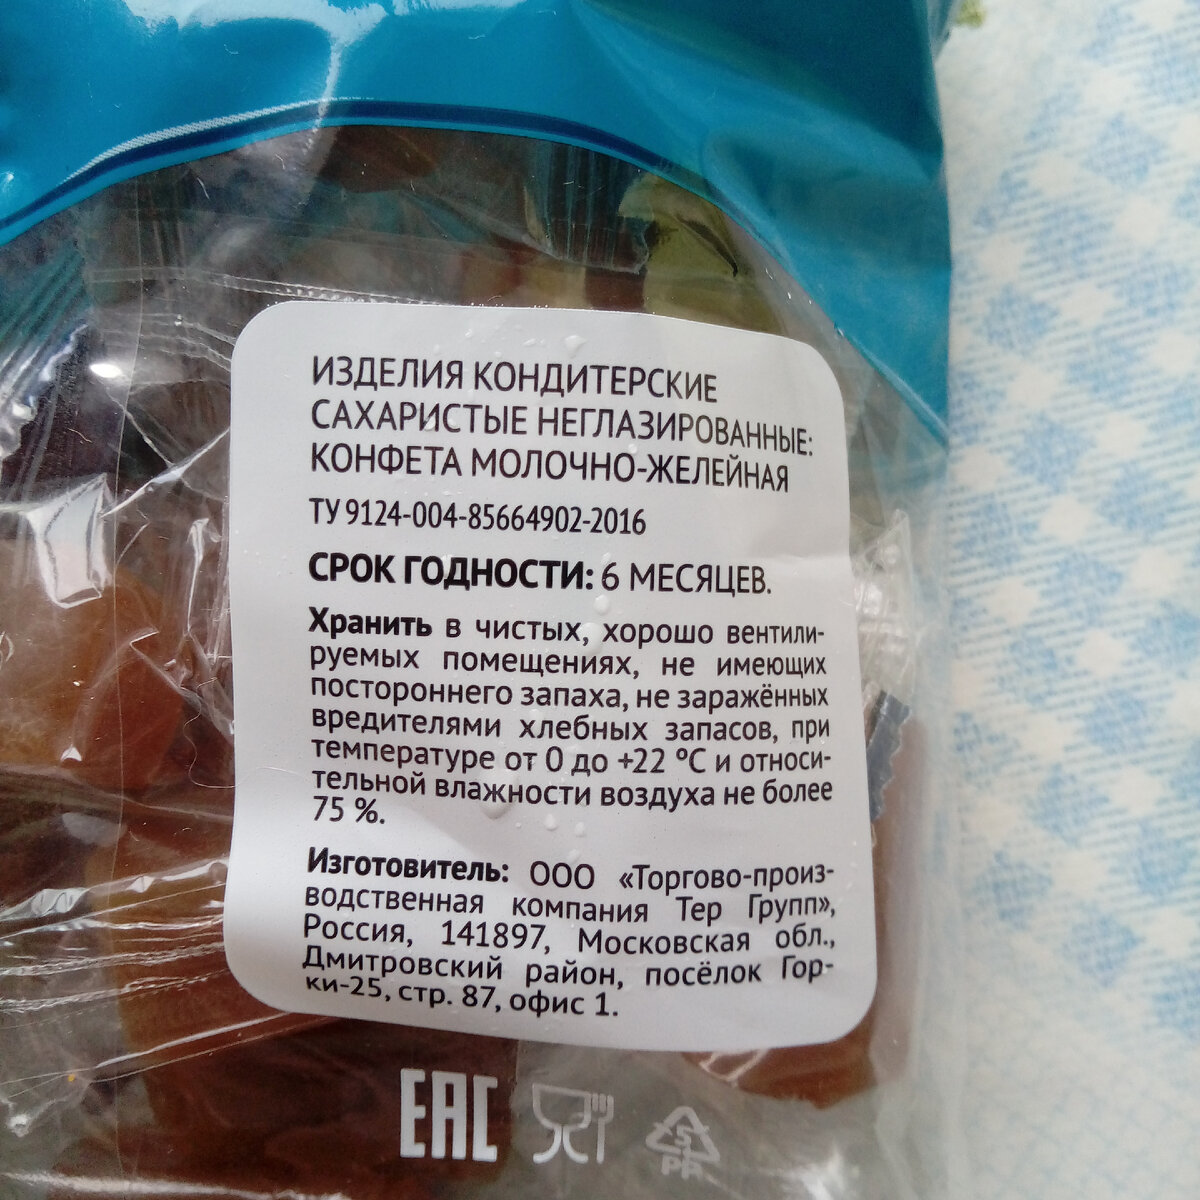 ИЗДЕЛИЯ КОНДИТЕРСКИЕ
САХАРИСТЫЕ НЕГЛАЗИРОВАННЫЕ:
КОНФЕТА МОЛОЧНО-ЖЕЛЕЙНАЯ
ТУ 9124-004-85664902-2016
СРОК ГОДНОСТИ: 6 МЕСЯЦЕВ.
Хранить в чистых, хорошо вентили-
руемых помещениях, не имеющих
постороннего запаха, не заражённых
вредителями хлебных запасов, при
температуре от 0 до +22 °С и относи-
тельной влажности воздуха не более
75 %.
Изготовитель: ООО «Торгово-произ-
водственная компания Тер Групп»,
Россия, 141897, Московская обл.,
Дмитровский район, посёлок Гор-
ки-25, стр. 87, офис 1.
EAC
5
PP